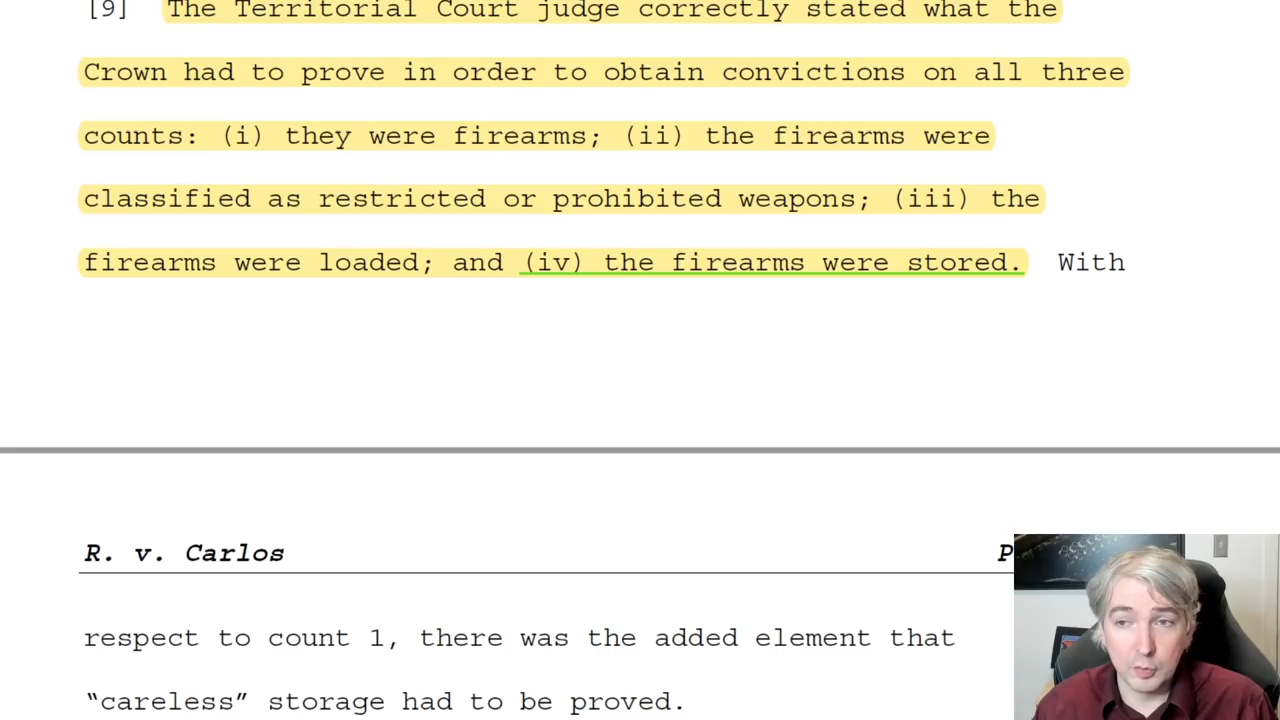 [9] The Territorial Court judge correctly stated what the
Crown had to prove in order to obtain convictions on all three
counts: (i) they were firearms; (ii) the firearms were
classified as restricted or prohibited weapons; (iii) the
firearms were loaded; and (iv) the firearms were stored. With
R. v. Carlos
respect to count 1, there was the added element that
“careless” storage had to be proved.